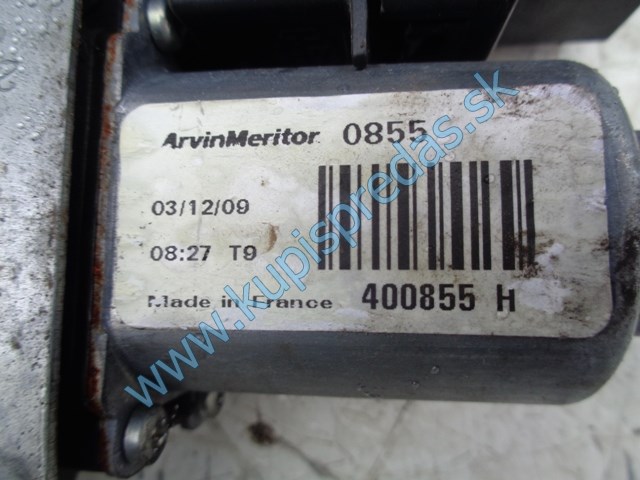 ArvinMeritor 0855
03/12/09
08:27 T9
Made in France 400855 H
www.kupispredas.sk